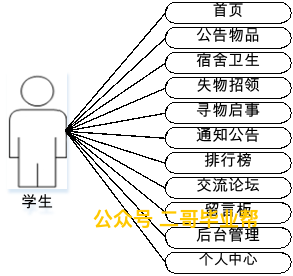 首页
公告物品
宿舍卫生
失物招领
寻物启事
通知公告
排行榜
交流论坛
留言板
后台管理
个人中心
学生
公众号 二哥毕业帮